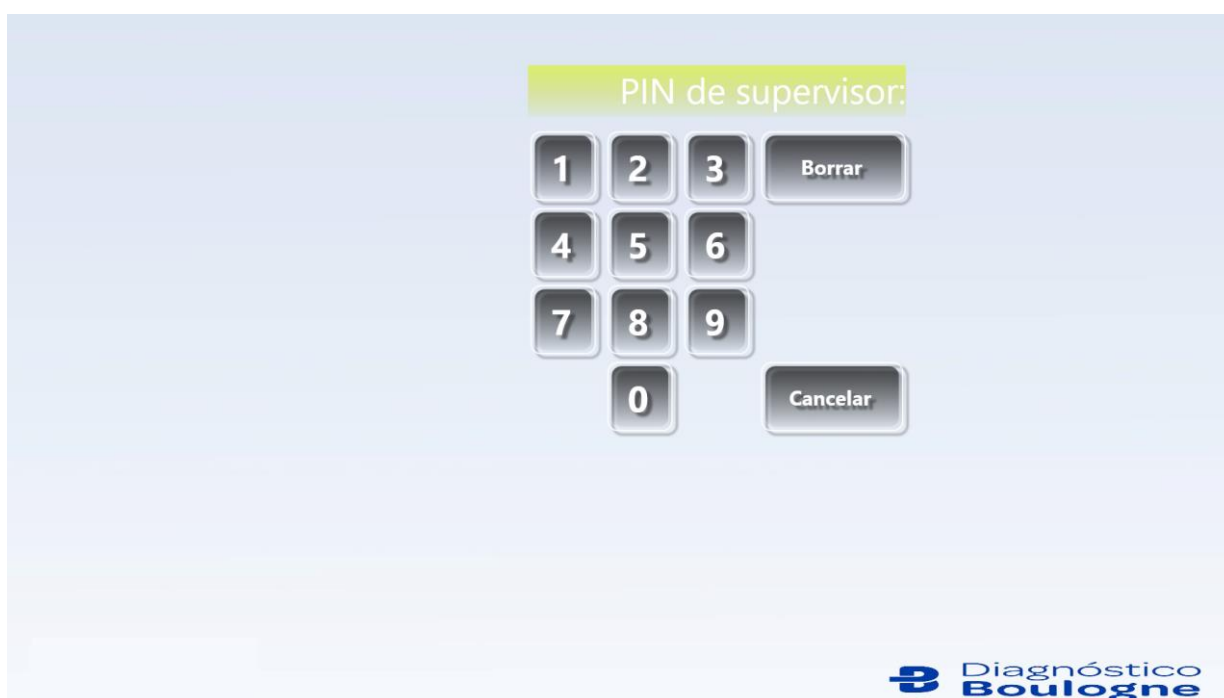 PIN de supervisor:
1 2 3 Borrar
4 5 6
7 8 9
0 Cancelar
Diagnóstico
Boulogne